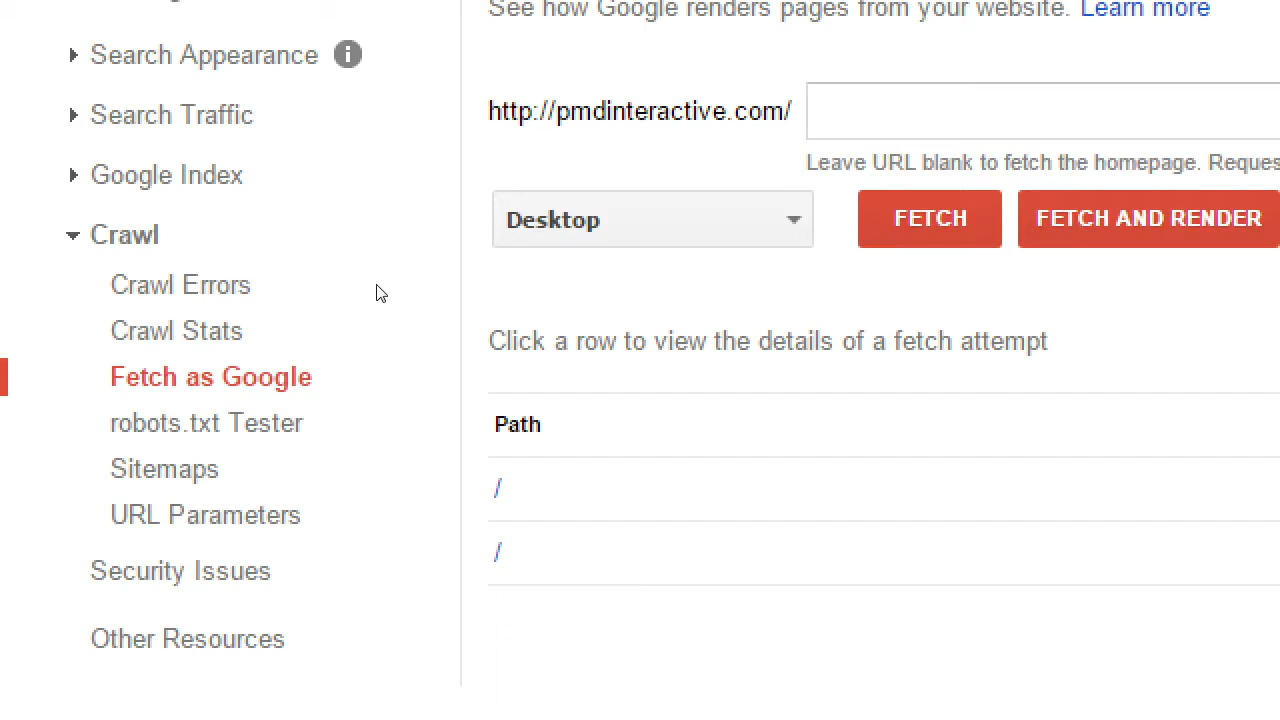 See how Google renders pages from your website. Learn more
Search Appearance
Search Traffic
Google Index
Crawl
Crawl Errors
Crawl Stats
Fetch as Google
robots.txt Tester
Sitemaps
URL Parameters
Security Issues
Other Resources
http://pmdinteractive.com/
Leave URL blank to fetch the homepage. Reques
Desktop
FETCH
FETCH AND RENDER
Click a row to view the details of a fetch attempt
Path
/
/